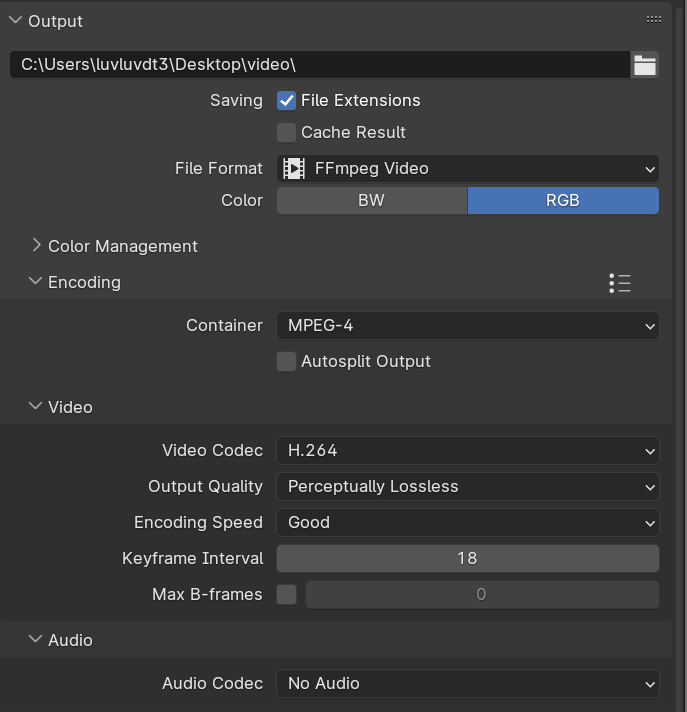 Output
C:\Users\luvluvdt3\Desktop\video\
Saving File Extensions
Cache Result
File Format FFmpeg Video
Color BW RGB
Color Management
Encoding
Container MPEG-4
Autosplit Output
Video
Video Codec H.264
Output Quality Perceptually Lossless
Encoding Speed Good
Keyframe Interval 18
Max B-frames 0
Audio
Audio Codec No Audio